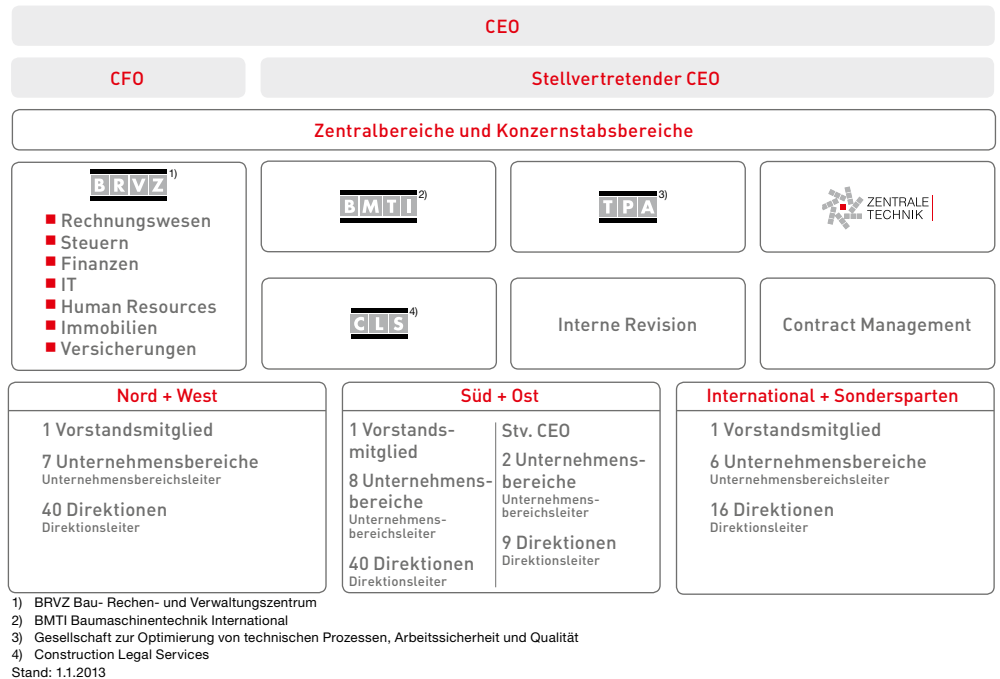 CEO
CFO
Stellvertretender CEO
Zentralbereiche und Konzernstabsbereiche
BRVZ 1)
Rechnungswesen
Steuern
Finanzen
IT
Human Resources
Immobilien
Versicherungen
BMTI 2)
TPA 3)
ZENTRALE
TECHNIK
CLS 4)
Interne Revision
Contract Management
Nord + West
1 Vorstandsmitglied
7 Unternehmensbereiche
Unternehmensbereichsleiter
40 Direktionen
Direktionsleiter
Süd + Ost
1 Vorstands-
mitglied
8 Unternehmens-
bereiche
Unternehmens-
bereichsleiter
40 Direktionen
Direktionsleiter
Stv. CEO
2 Unternehmens-
bereiche
Unternehmens-
bereichsleiter
9 Direktionen
Direktionsleiter
International + Sondersparten
1 Vorstandsmitglied
6 Unternehmensbereiche
Unternehmensbereichsleiter
16 Direktionen
Direktionsleiter
1) BRVZ Bau- Rechen- und Verwaltungszentrum
2) BMTI Baumaschinentechnik International
3) Gesellschaft zur Optimierung von technischen Prozessen, Arbeitssicherheit und Qualität
4) Construction Legal Services
Stand: 1.1.2013